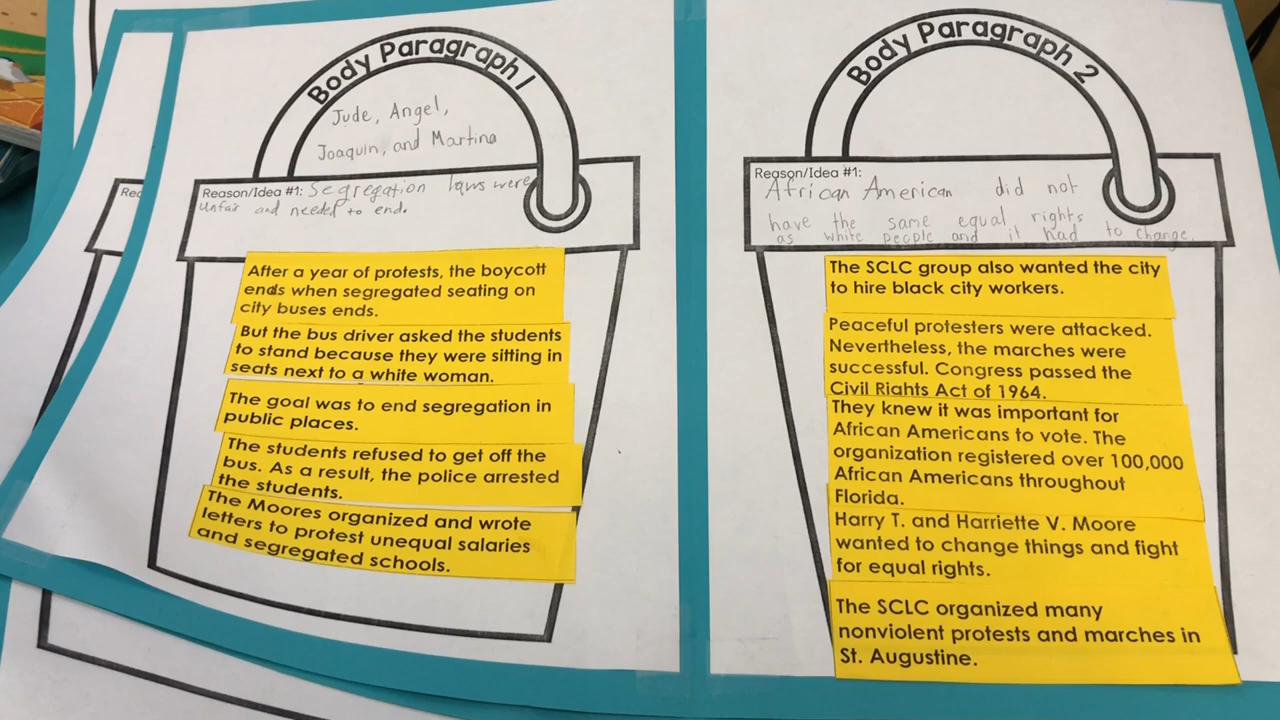 Body Paragraph 1
Jude, Angel,
Joaquin, and Martina
Reason/Idea #1: Segregation laws were
unfair and needed to end.
After a year of protests, the boycott
ends when segregated seating on
city buses ends.
But the bus driver asked the students
to stand because they were sitting in
seats next to a white woman.
The goal was to end segregation in
public places.
The students refused to get off the
bus. As a result, the police arrested
the students.
The Moores organized and wrote
letters to protest unequal salaries
and segregated schools.
Body Paragraph 2
Reason/Idea #1:
African American did not
have the same equal rights
as white people and it had to change.
The SCLC group also wanted the city
to hire black city workers.
Peaceful protesters were attacked.
Nevertheless, the marches were
successful. Congress passed the
Civil Rights Act of 1964.
They knew it was important for
African Americans to vote. The
organization registered over 100,000
African Americans throughout
Florida.
Harry T. and Harriette V. Moore
wanted to change things and fight
for equal rights.
The SCLC organized many
nonviolent protests and marches in
St. Augustine.